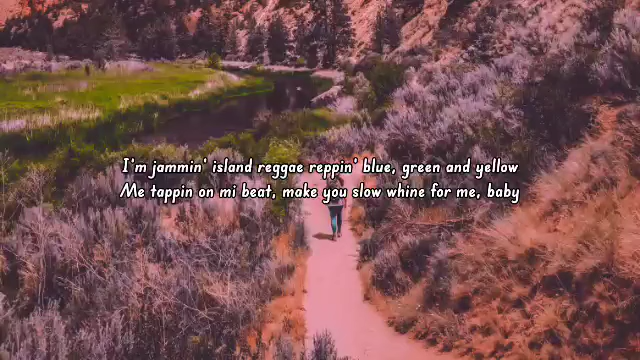 I'm jammin' island reggae reppin' blue, green and yellow
Me tappin on mi beat, make you slow whine for me, baby